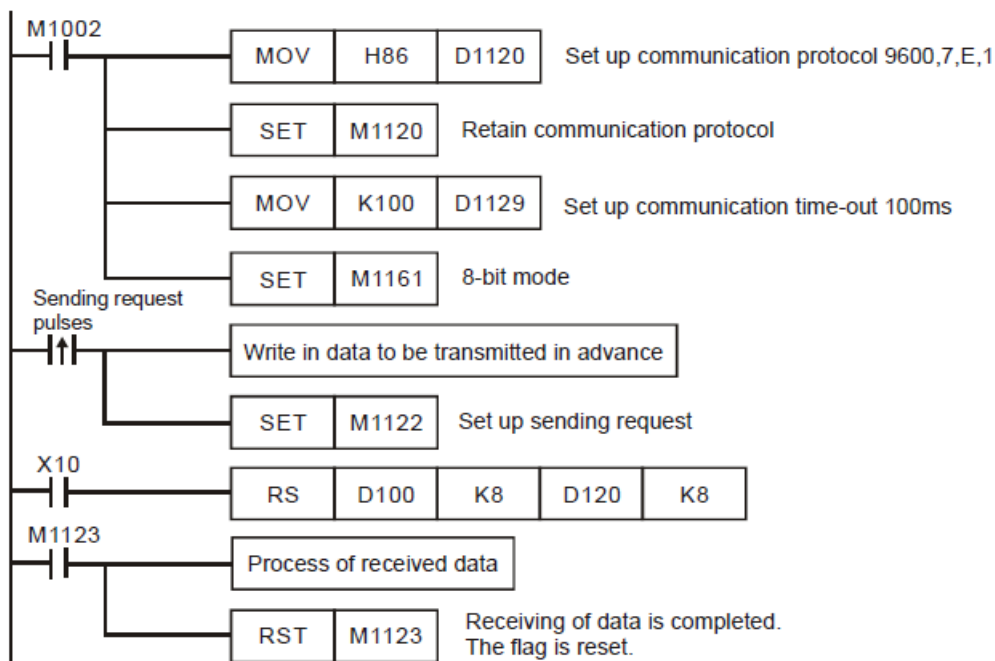 M1002
MOV H86 D1120 Set up communication protocol 9600,7,E,1
SET M1120 Retain communication protocol
MOV K100 D1129 Set up communication time-out 100ms
SET M1161 8-bit mode
Sending request
pulses
Write in data to be transmitted in advance
SET M1122 Set up sending request
X10
RS D100 K8 D120 K8
M1123
Process of received data
RST M1123 Receiving of data is completed.
The flag is reset.